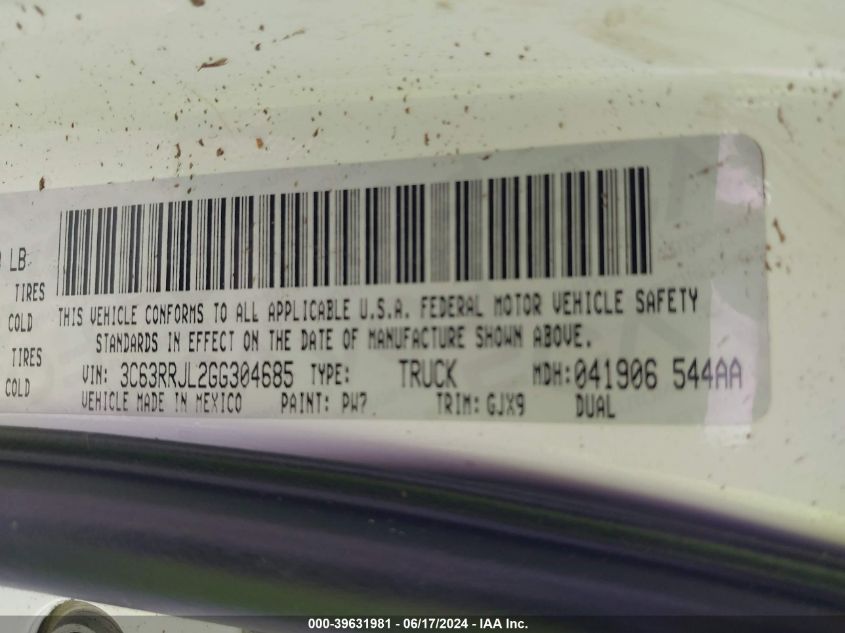 LB
TIRES
COLD
TIRES
COLD
THIS VEHICLE CONFORMS TO ALL APPLICABLE U.S.A. FEDERAL MOTOR VEHICLE SAFETY
STANDARDS IN EFFECT ON THE DATE OF MANUFACTURE SHOWN ABOVE.
VIN: 3C63RRJL2GG304685 TYPE: TRUCK MDH:041906 544AA
VEHICLE MADE IN MEXICO PAINT: PW7 TRIM: GJX9 DUAL
000-39631981 - 06/17/2024 - IAA Inc.